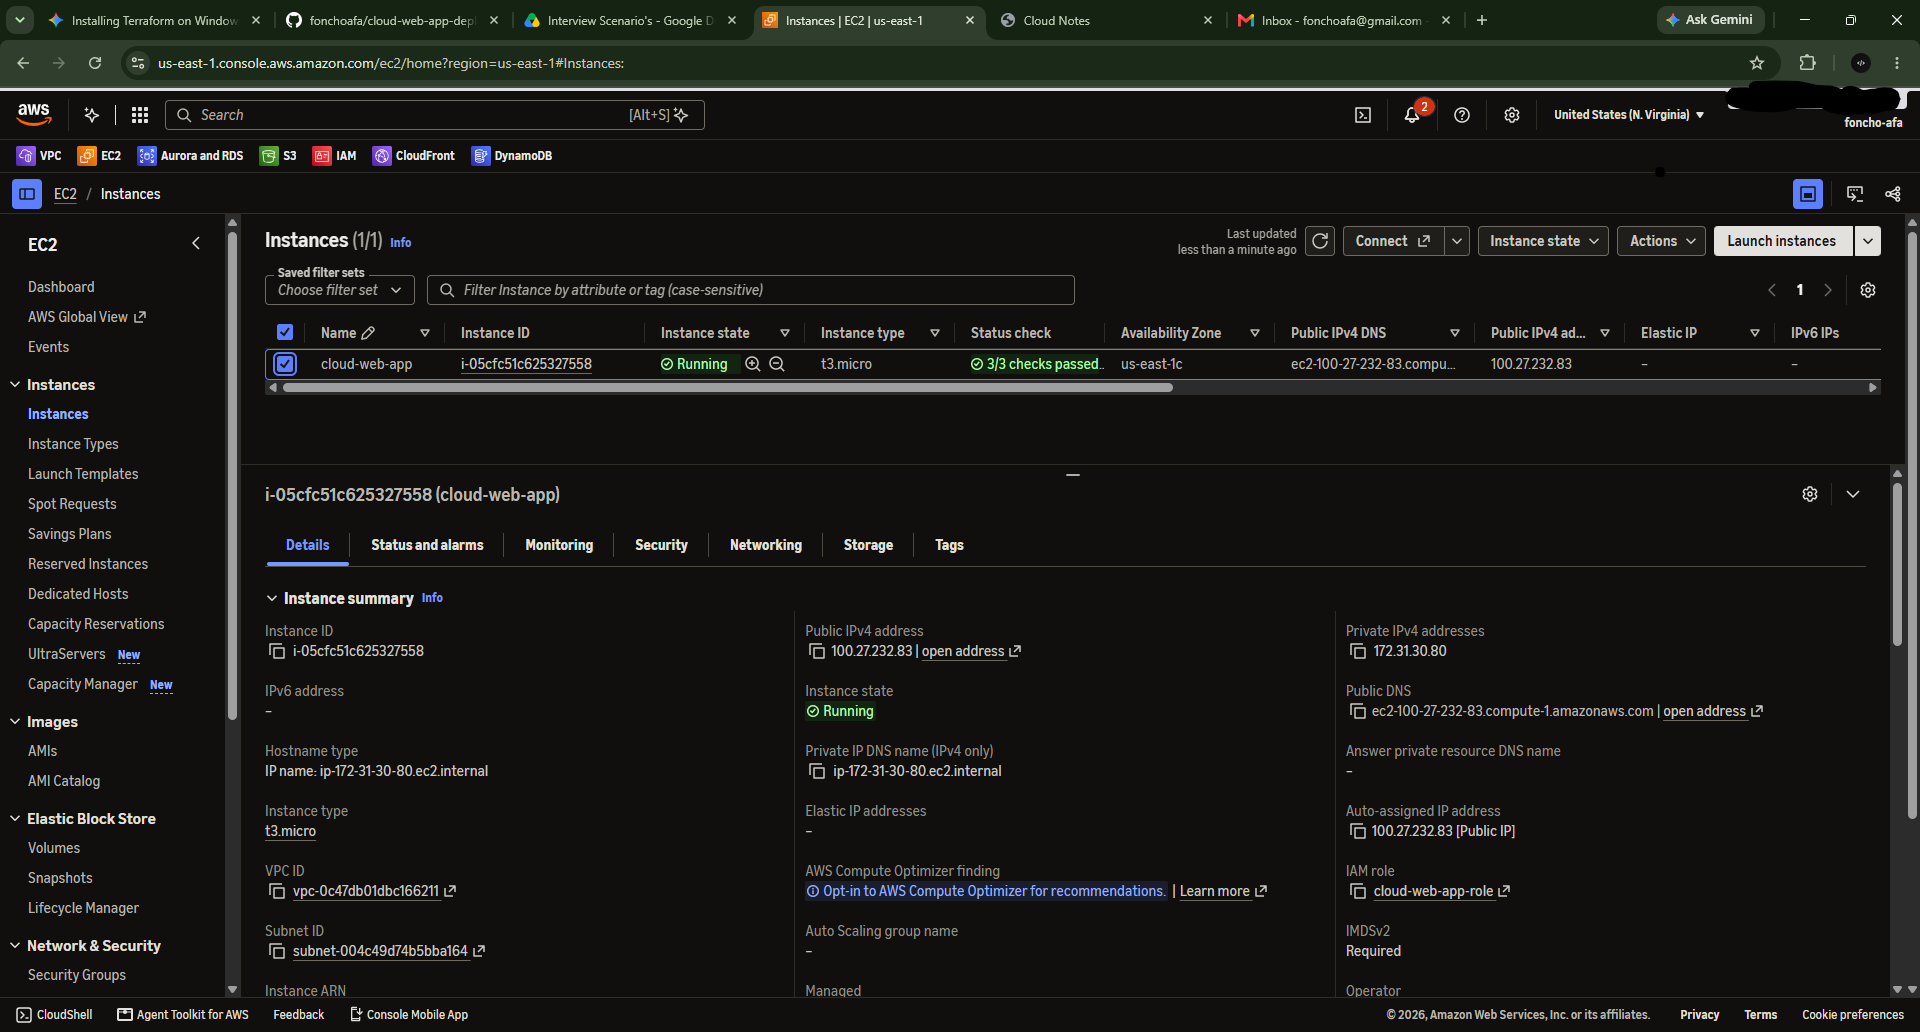 Installing Terraform on Window
fonchoafa/cloud-web-app-dep
Interview Scenario's - Google D
Instances | EC2 | us-east-1
Cloud Notes
Inbox - fonchoafa@gmail.com
Ask Gemini
us-east-1.console.aws.amazon.com/ec2/home?region=us-east-1#Instances:
aws
Search
[Alt+S]
2
United States (N. Virginia)
foncho-afa
VPC
EC2
Aurora and RDS
S3
IAM
CloudFront
DynamoDB
EC2 / Instances
EC2
Dashboard
AWS Global View
Events
Instances
Instances
Instance Types
Launch Templates
Spot Requests
Savings Plans
Reserved Instances
Dedicated Hosts
Capacity Reservations
UltraServers New
Capacity Manager New
Images
AMIs
AMI Catalog
Elastic Block Store
Volumes
Snapshots
Lifecycle Manager
Network & Security
Security Groups
Instances (1/1) Info
Last updated
less than a minute ago
Connect
Instance state
Actions
Launch instances
Saved filter sets
Choose filter set
Filter Instance by attribute or tag (case-sensitive)
1
Name Instance ID Instance state Instance type Status check Availability Zone Public IPv4 DNS Public IPv4 ad... Elastic IP IPv6 IPs
cloud-web-app i-05cfc51c625327558 Running t3.micro 3/3 checks passed.. us-east-1c ec2-100-27-232-83.compu... 100.27.232.83 – –
i-05cfc51c625327558 (cloud-web-app)
Details Status and alarms Monitoring Security Networking Storage Tags
Instance summary Info
Instance ID
i-05cfc51c625327558
IPv6 address
–
Hostname type
IP name: ip-172-31-30-80.ec2.internal
Instance type
t3.micro
VPC ID
vpc-0c47db01dbc166211
Subnet ID
subnet-004c49d74b5bba164
Instance ARN
Public IPv4 address
100.27.232.83 | open address
Instance state
Running
Private IP DNS name (IPv4 only)
ip-172-31-30-80.ec2.internal
Elastic IP addresses
–
AWS Compute Optimizer finding
Opt-in to AWS Compute Optimizer for recommendations. | Learn more
Auto Scaling group name
–
Managed
Private IPv4 addresses
172.31.30.80
Public DNS
ec2-100-27-232-83.compute-1.amazonaws.com | open address
Answer private resource DNS name
–
Auto-assigned IP address
100.27.232.83 [Public IP]
IAM role
cloud-web-app-role
IMDSv2
Required
Operator
CloudShell
Agent Toolkit for AWS
Feedback
Console Mobile App
© 2026, Amazon Web Services, Inc. or its affiliates.
Privacy
Terms
Cookie preferences